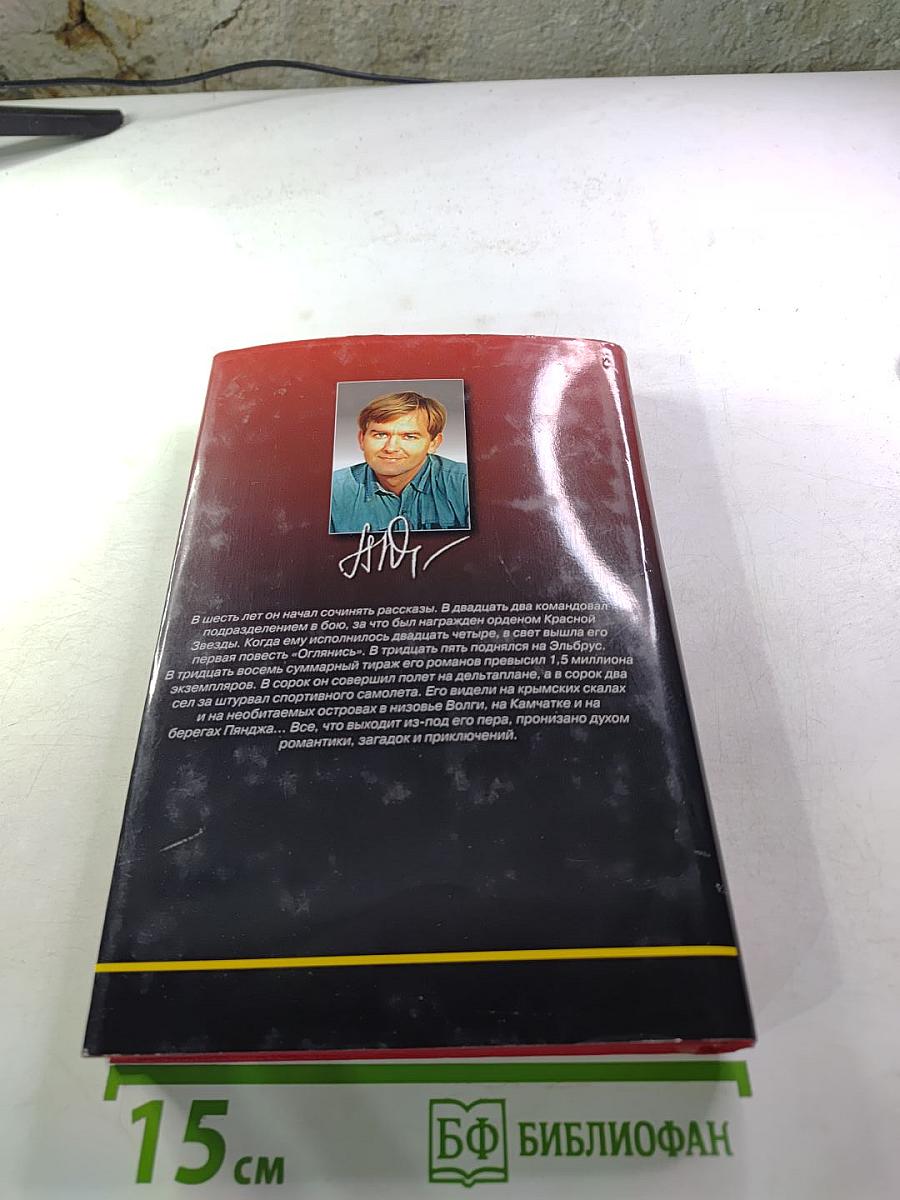 В шесть лет он начал сочинять рассказы. В двадцать два командовал
подразделением в бою, за что был награжден орденом Красной
Звезды. Когда ему исполнилось двадцать четыре, в свет вышла его
первая повесть «Оглянись». В тридцать пять поднялся на Эльбрус.
В тридцать восемь суммарный тираж его романов превысил 1,5 миллиона
экземпляров. В сорок он совершил полет на дельтаплане, а в сорок два
сел за штурвал спортивного самолета. Его видели на крымских скалах
и на необитаемых островах в низовье Волги, на Камчатке и на
берегах Пянджа... Все, что выходит из-под его пера, пронизано духом
романтики, загадок и приключений.
15 см
БФ БИБЛИОФАН